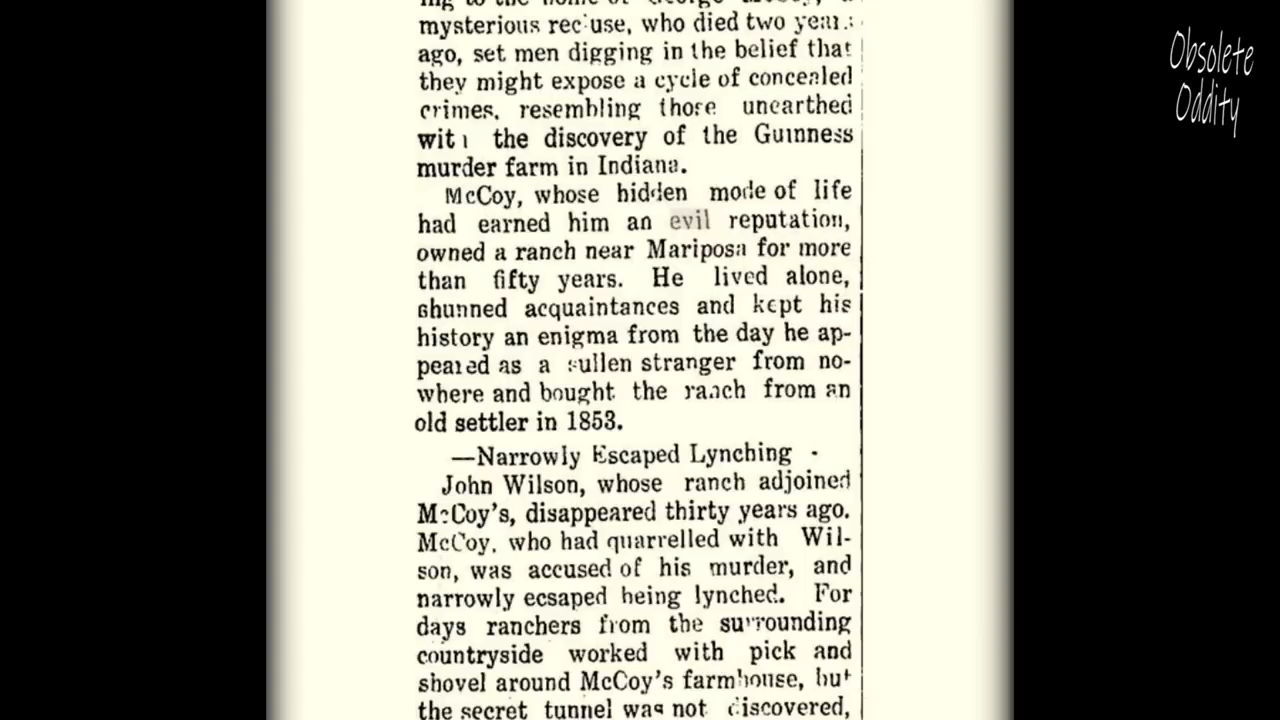 mysterious recluse, who died two years
ago, set men digging in the belief that
they might expose a cycle of concealed
crimes, resembling those unearthed
with the discovery of the Guinness
murder farm in Indiana.
McCoy, whose hidden mode of life
had earned him an evil reputation,
owned a ranch near Mariposa for more
than fifty years. He lived alone,
shunned acquaintances and kept his
history an enigma from the day he ap-
peared as a sullen stranger from no-
where and bought the ranch from an
old settler in 1853.
—Narrowly Escaped Lynching -
John Wilson, whose ranch adjoined
McCoy's, disappeared thirty years ago.
McCoy, who had quarrelled with Wil-
son, was accused of his murder, and
narrowly ecsaped being lynched. For
days ranchers from the surrounding
countryside worked with pick and
shovel around McCoy's farmhouse, but
the secret tunnel was not discovered,
Obsolete
Oddity